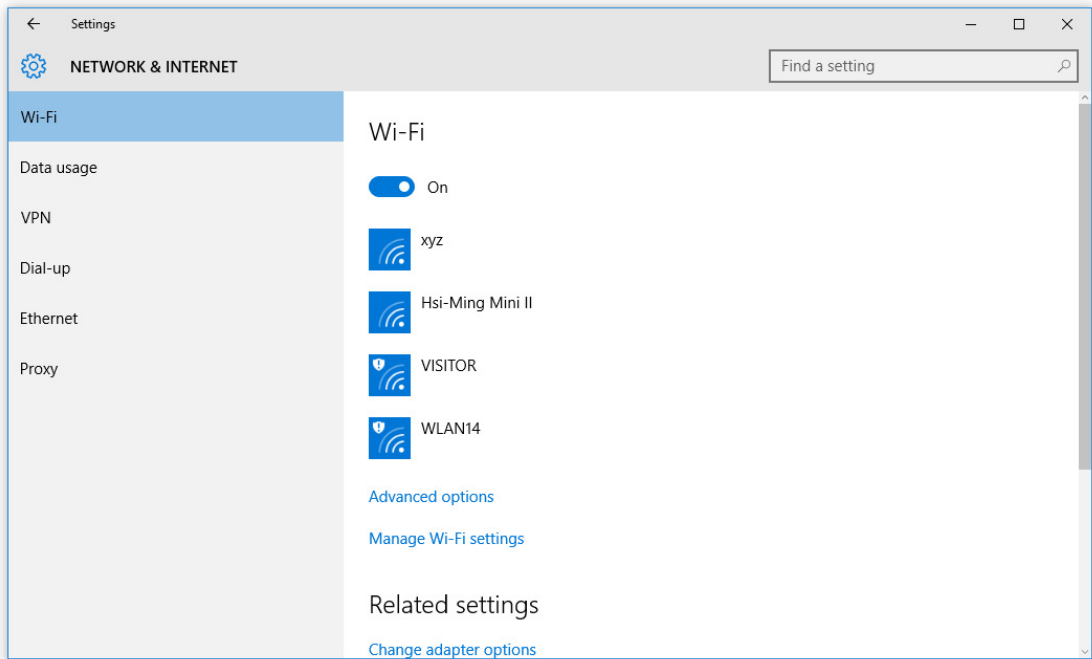 Settings
NETWORK & INTERNET
Find a setting
Wi-Fi
Data usage
VPN
Dial-up
Ethernet
Proxy
Wi-Fi
On
xyz
Hsi-Ming Mini II
VISITOR
WLAN14
Advanced options
Manage Wi-Fi settings
Related settings
Change adapter options